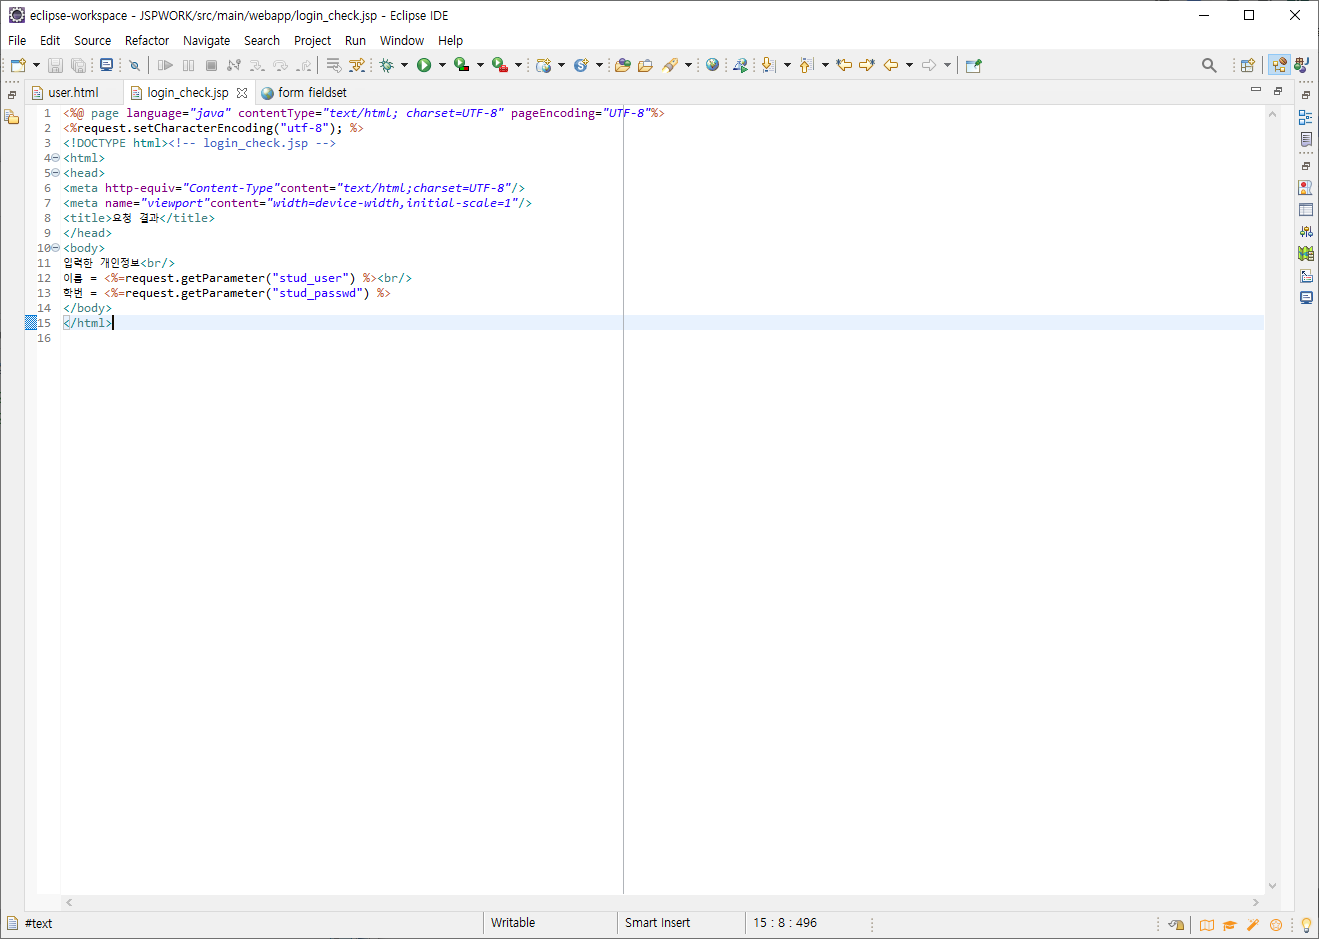 eclipse-workspace - JSPWORK/src/main/webapp/login_check.jsp - Eclipse IDE
File Edit Source Refactor Navigate Search Project Run Window Help
user.html login_check.jsp form fieldset
1 <%@ page language="java" contentType="text/html; charset=UTF-8" pageEncoding="UTF-8"%>
2 <%request.setCharacterEncoding("utf-8"); %>
3 <!DOCTYPE html><!-- login_check.jsp -->
4 <html>
5 <head>
6 <meta http-equiv="Content-Type"content="text/html;charset=UTF-8"/>
7 <meta name="viewport"content="width=device-width,initial-scale=1"/>
8 <title>요청 결과</title>
9 </head>
10 <body>
11 입력한 개인정보<br/>
12 이름 = <%=request.getParameter("stud_user") %><br/>
13 학번 = <%=request.getParameter("stud_passwd") %>
14 </body>
15 </html>
16
#text Writable Smart Insert 15 : 8 : 496